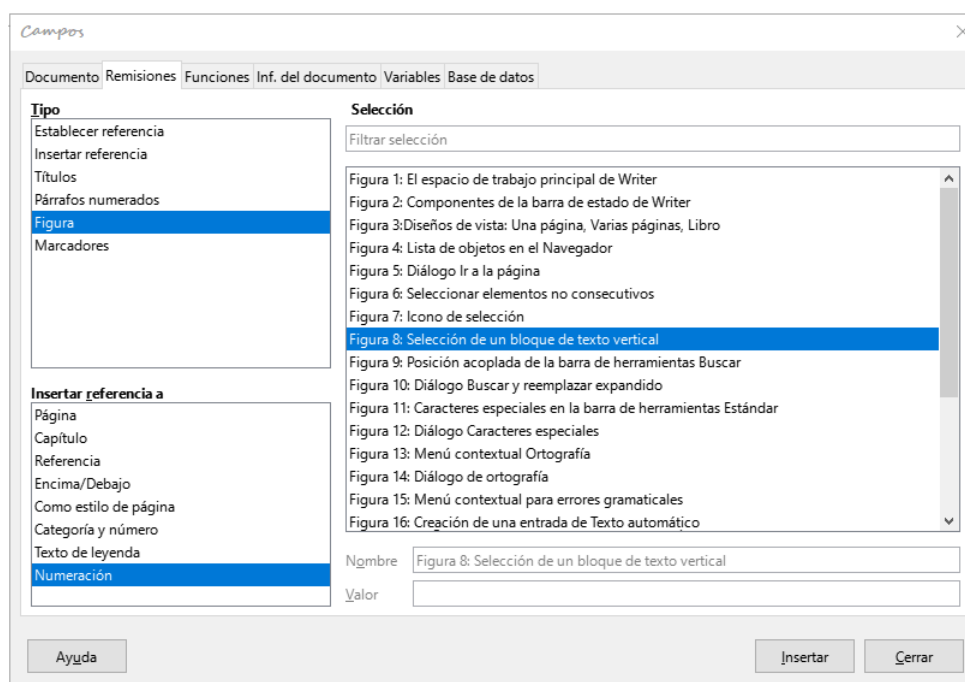 Campos
Documento Remisiones Funciones Inf. del documento Variables Base de datos
Tipo
Establecer referencia
Insertar referencia
Títulos
Párrafos numerados
Figura
Marcadores
Insertar referencia a
Página
Capítulo
Referencia
Encima/Debajo
Como estilo de página
Categoría y número
Texto de leyenda
Numeración
Selección
Filtrar selección
Figura 1: El espacio de trabajo principal de Writer
Figura 2: Componentes de la barra de estado de Writer
Figura 3:Diseños de vista: Una página, Varias páginas, Libro
Figura 4: Lista de objetos en el Navegador
Figura 5: Diálogo Ir a la página
Figura 6: Seleccionar elementos no consecutivos
Figura 7: Icono de selección
Figura 8: Selección de un bloque de texto vertical
Figura 9: Posición acoplada de la barra de herramientas Buscar
Figura 10: Diálogo Buscar y reemplazar expandido
Figura 11: Caracteres especiales en la barra de herramientas Estándar
Figura 12: Diálogo Caracteres especiales
Figura 13: Menú contextual Ortografía
Figura 14: Diálogo de ortografía
Figura 15: Menú contextual para errores gramaticales
Figura 16: Creación de una entrada de Texto automático
Nombre Figura 8: Selección de un bloque de texto vertical
Valor
Ayuda Insertar Cerrar